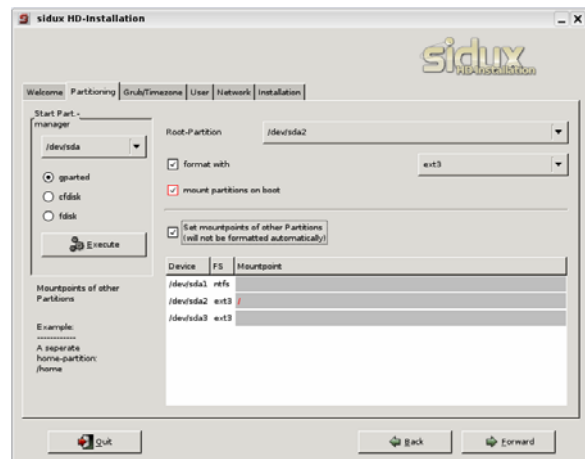 sidux HD-Installation
sidux
HD-Installation
Welcome Partitioning Grub/Timezone User Network Installation
Start Part.-
manager
/dev/sda
gparted
cfdisk
fdisk
Execute
Mountpoints of other
Partitions
Example:
------------
A seperate
home-partition:
/home
Root-Partition /dev/sda2
format with ext3
mount partitions on boot
Set mountpoints of other Partitions
(will not be formatted automatically)
Device FS Mountpoint
/dev/sda1 ntfs
/dev/sda2 ext3 /
/dev/sda3 ext3
Quit Back Forward